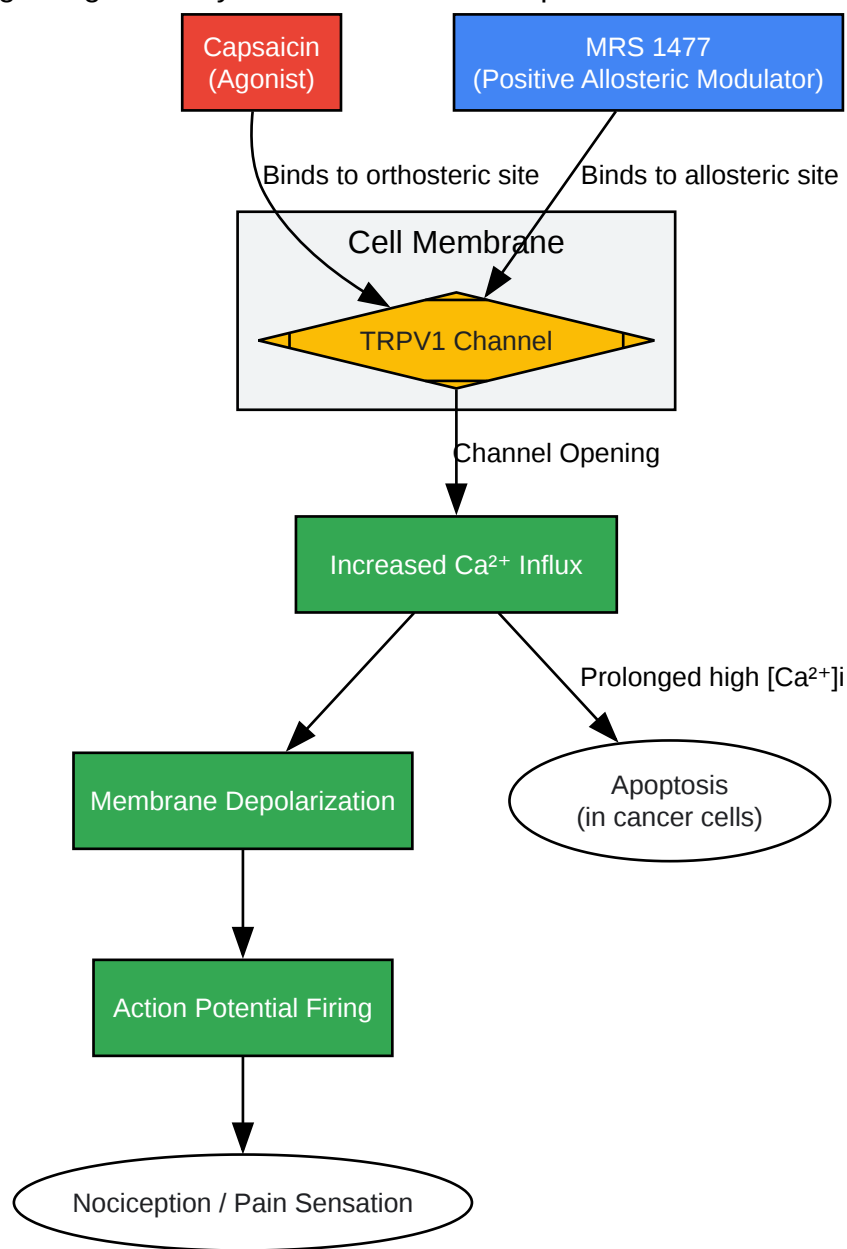 Capsaicin
(Agonist)
MRS 1477
(Positive Allosteric Modulator)
Binds to orthosteric site
Binds to allosteric site
Cell Membrane
TRPV1 Channel
Channel Opening
Increased Ca²⁺ Influx
Prolonged high [Ca²⁺]i
Membrane Depolarization
Apoptosis
(in cancer cells)
Action Potential Firing
Nociception / Pain Sensation